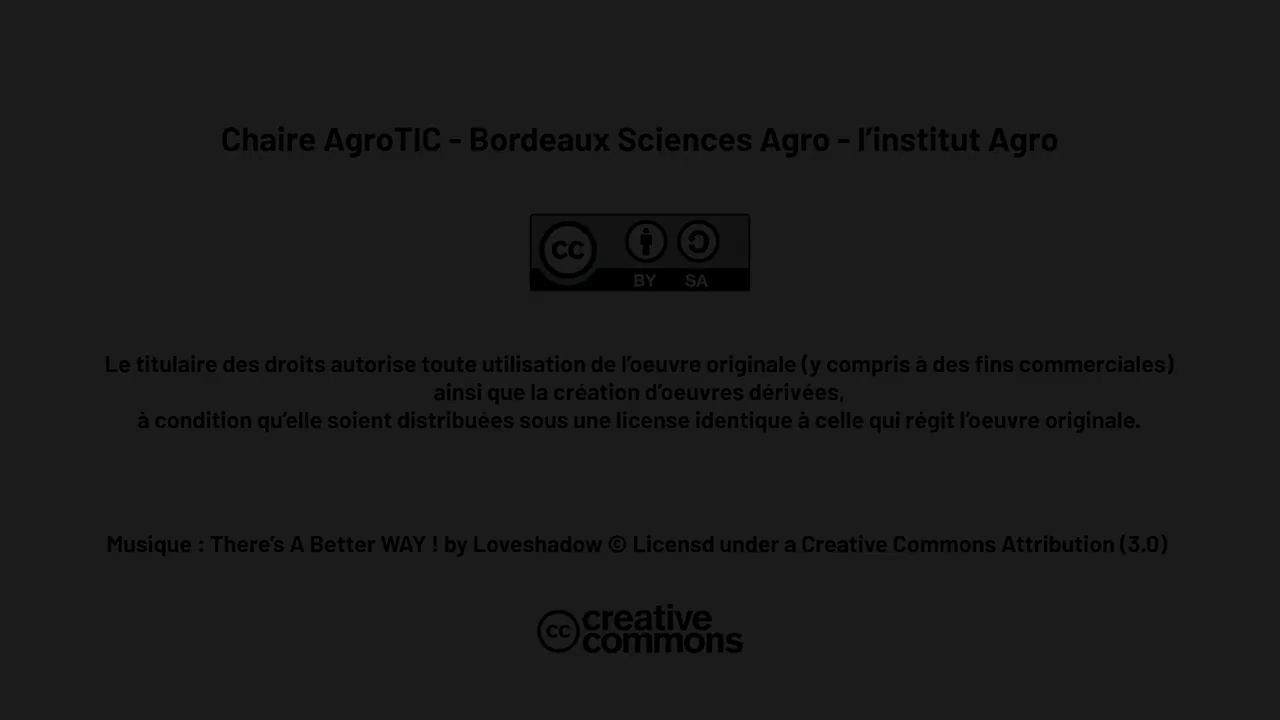 Chaire AgroTIC - Bordeaux Sciences Agro - l’institut Agro
cc
BY SA
Le titulaire des droits autorise toute utilisation de l’oeuvre originale (y compris à des fins commerciales)
ainsi que la création d’oeuvres dérivées,
à condition qu’elle soient distribuées sous une license identique à celle qui régit l’oeuvre originale.
Musique : There’s A Better WAY ! by Loveshadow © Licensd under a Creative Commons Attribution (3.0)
cc creative
commons